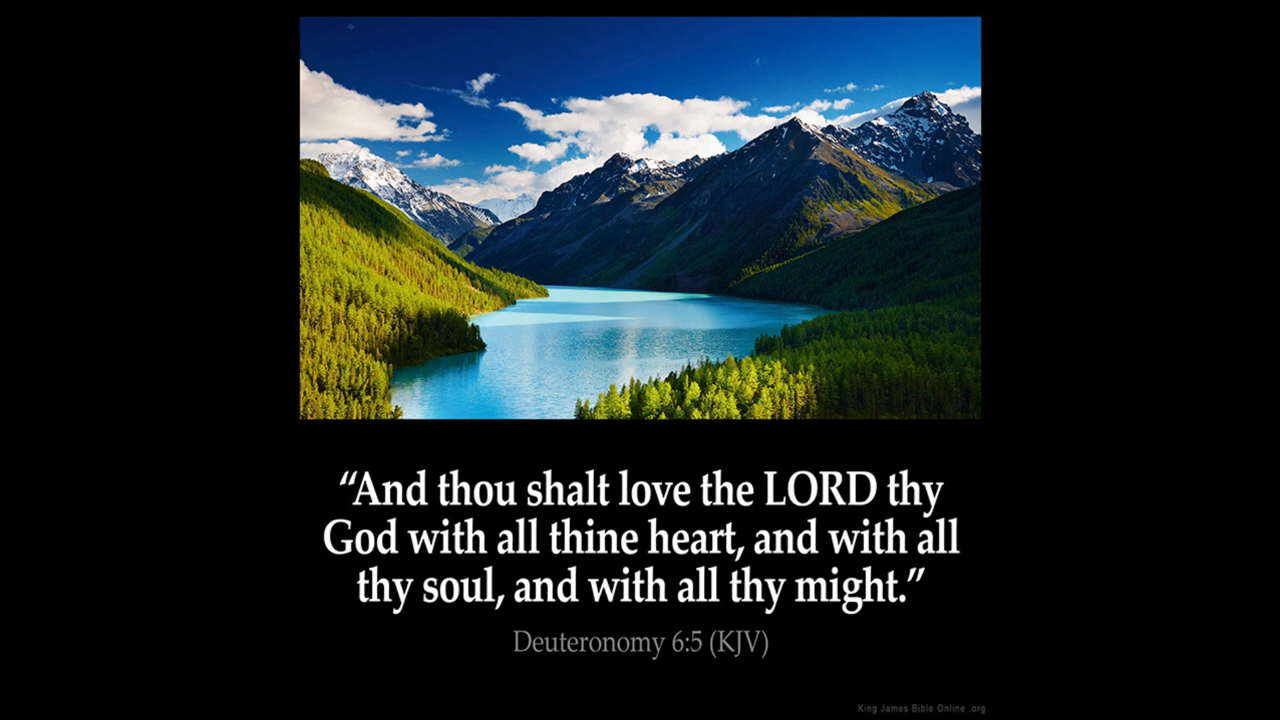 “And thou shalt love the LORD thy
God with all thine heart, and with all
thy soul, and with all thy might.”
Deuteronomy 6:5 (KJV)
King James Bible Online .org